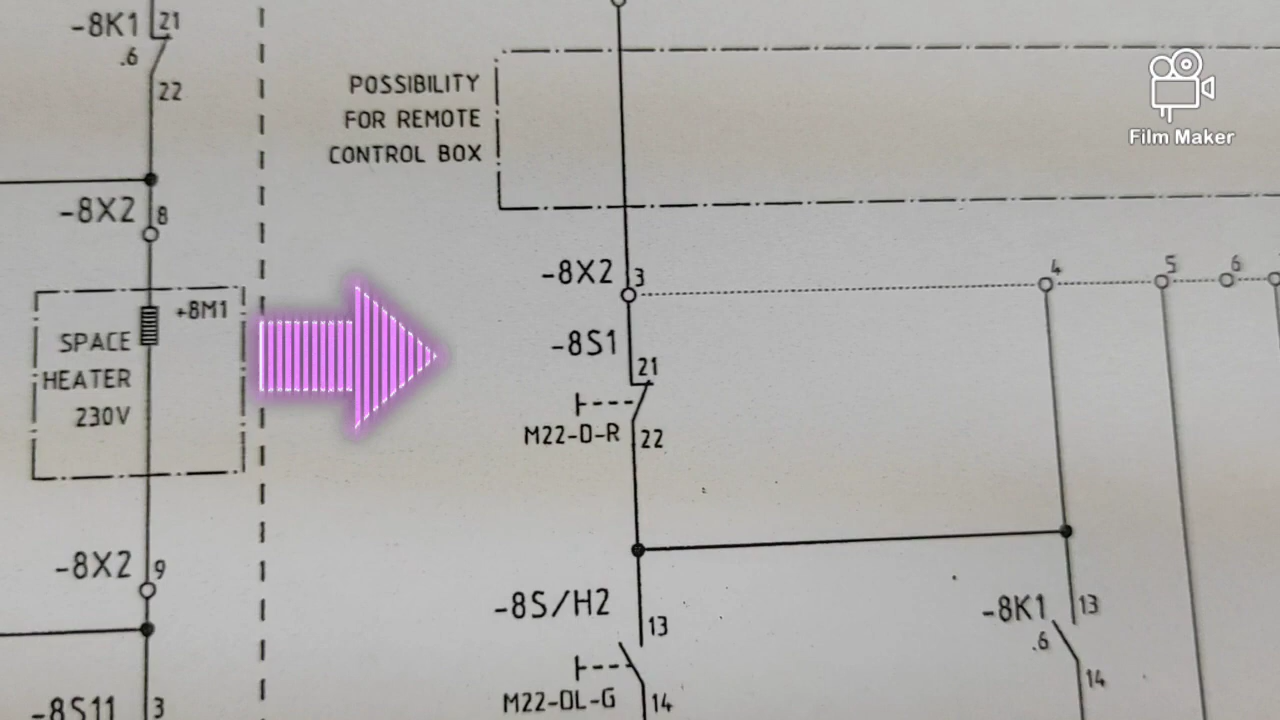 -8K1 21
.6
22
-8X2 8
+8M1
SPACE
HEATER
230V
-8X2 9
-8S11 3
POSSIBILITY
FOR REMOTE
CONTROL BOX
-8X2 3
4
5
6
-8S1
21
M22-D-R 22
-8S/H2
13
M22-DL-G 14
-8K1 13
.6
14
Film Maker